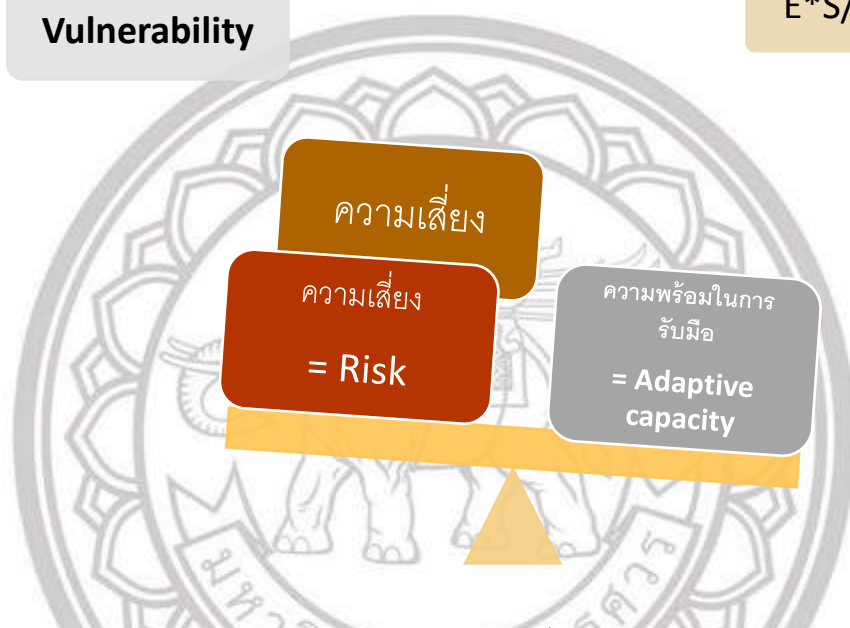 Vulnerability
E*S/
ความเสี่ยง
ความเสี่ยง
= Risk
ความพร้อมในการ
รับมือ
= Adaptive
capacity